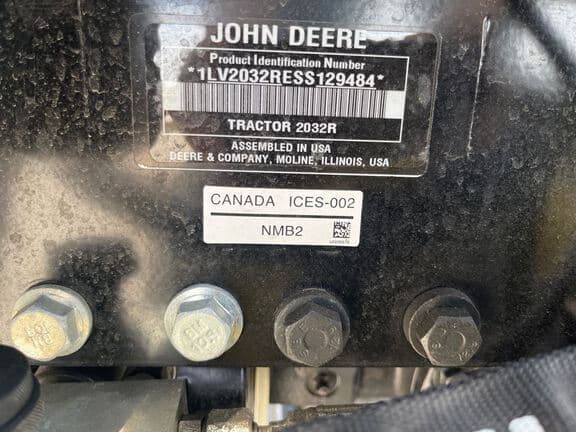 JOHN DEERE
Product Identification Number
*1LV2032RESS129484*
TRACTOR 2032R
ASSEMBLED IN USA
DEERE & COMPANY, MOLINE, ILLINOIS, USA
CANADA ICES-002
NMB2